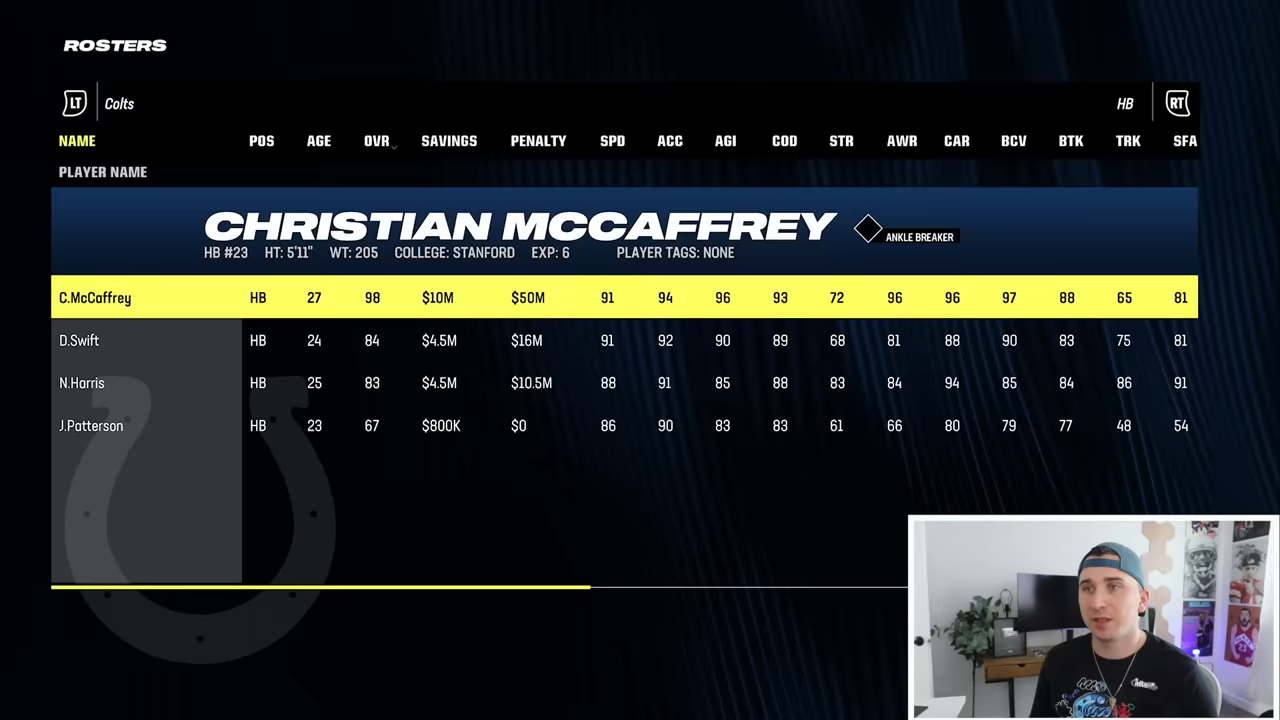 ROSTERS
LT Colts HB RT
NAME POS AGE OVR SAVINGS PENALTY SPD ACC AGI COD STR AWR CAR BCV BTK TRK SFA
PLAYER NAME
CHRISTIAN MCCAFFREY ANKLE BREAKER
HB #23 HT: 5'11" WT: 205 COLLEGE: STANFORD EXP: 6 PLAYER TAGS: NONE
C.McCaffrey HB 27 98 $10M $50M 91 94 96 93 72 96 96 97 88 65 81
D.Swift HB 24 84 $4.5M $16M 91 92 90 89 68 81 88 90 83 75 81
N.Harris HB 25 83 $4.5M $10.5M 88 91 85 88 83 84 94 85 84 86 91
J.Patterson HB 23 67 $800K $0 86 90 83 83 61 66 80 79 77 48 54
23